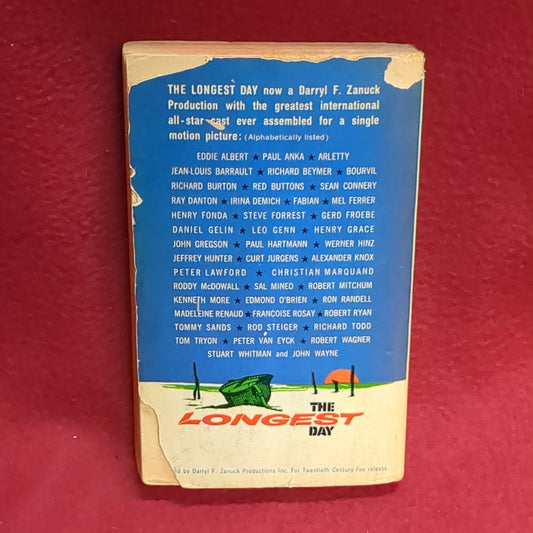 THE LONGEST DAY now a Darryl F. Zanuck
Production with the greatest international
all-star cast ever assembled for a single
motion picture: (Alphabetically listed)
EDDIE ALBERT ★ PAUL ANKA ★ ARLETTY
JEAN-LOUIS BARRAULT ★ RICHARD BEYMER ★ BOURVIL
RICHARD BURTON ★ RED BUTTONS ★ SEAN CONNERY
RAY DANTON ★ IRINA DEMICH ★ FABIAN ★ MEL FERRER
HENRY FONDA ★ STEVE FORREST ★ GERD FROEBE
DANIEL GELIN ★ LEO GENN ★ HENRY GRACE
JOHN GREGSON ★ PAUL HARTMANN ★ WERNER HINZ
JEFFREY HUNTER ★ CURT JURGENS ★ ALEXANDER KNOX
PETER LAWFORD ★ CHRISTIAN MARQUAND
RODDY McDOWALL ★ SAL MINEO ★ ROBERT MITCHUM
KENNETH MORE ★ EDMOND O'BRIEN ★ RON RANDELL
MADELEINE RENAUD ★ FRANCOISE ROSAY ★ ROBERT RYAN
TOMMY SANDS ★ ROD STEIGER ★ RICHARD TODD
TOM TRYON ★ PETER VAN EYCK ★ ROBERT WAGNER
STUART WHITMAN and JOHN WAYNE
THE
LONGEST
DAY
by Darryl F. Zanuck Productions Inc. For Twentieth Century-Fox release